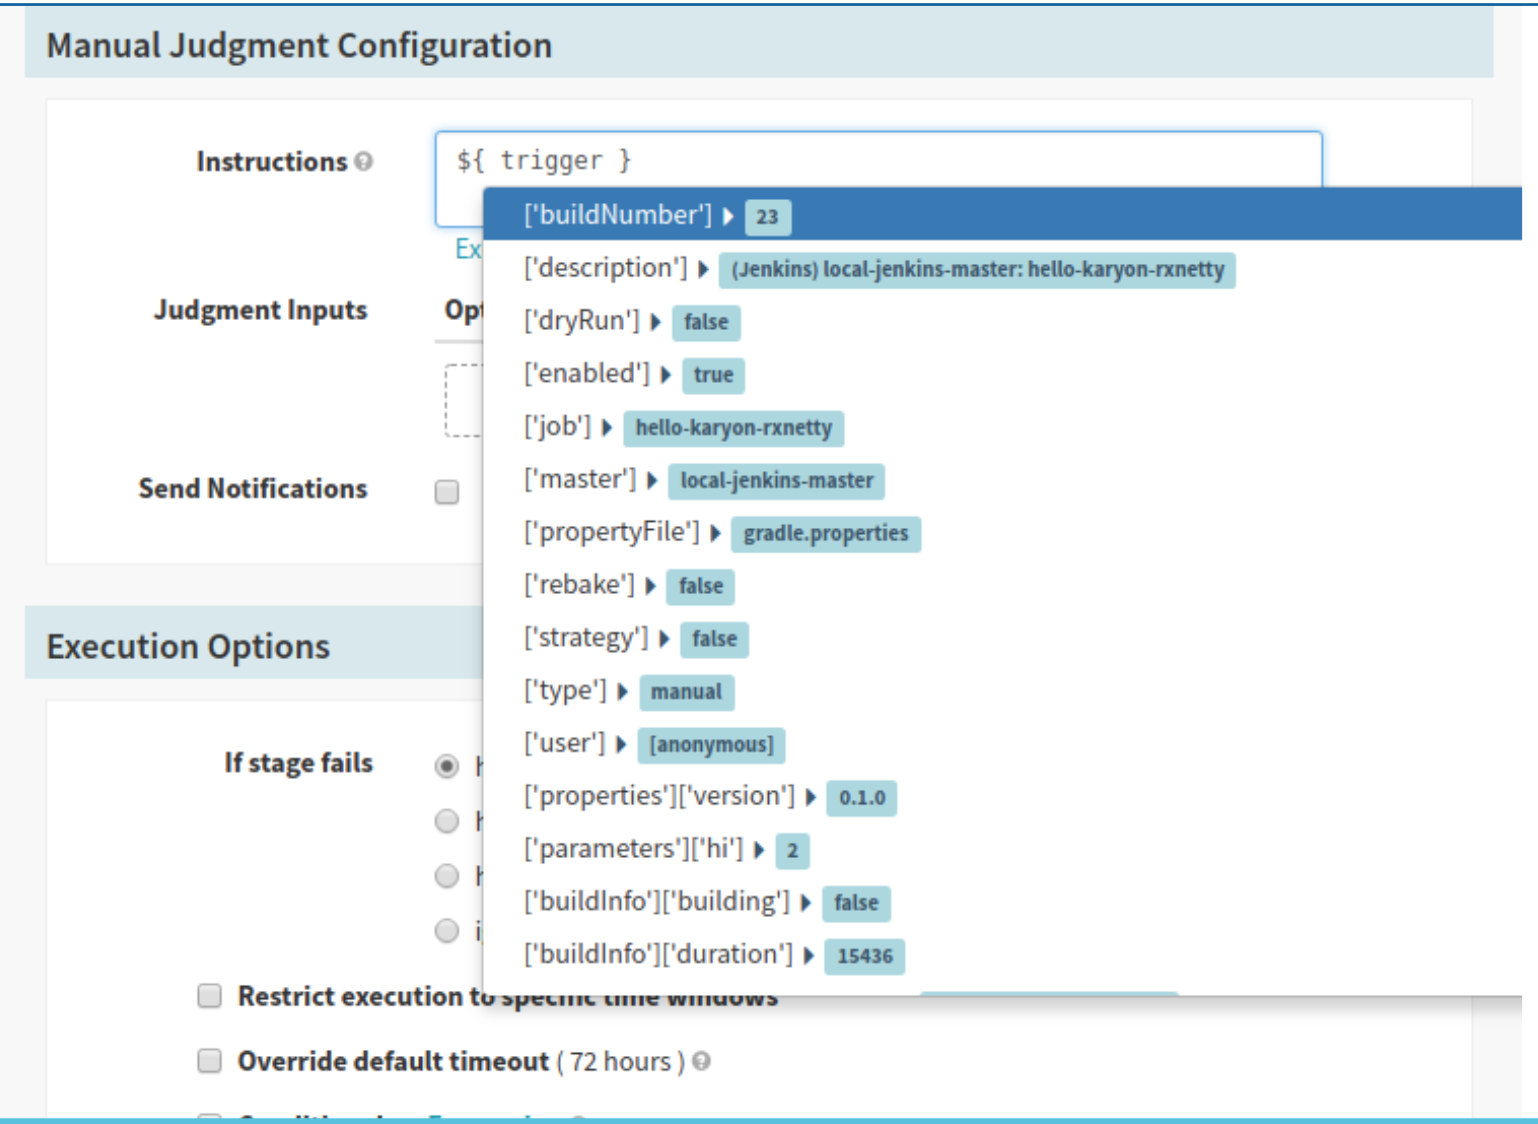 Manual Judgment Configuration
Instructions
${ trigger }
['buildNumber'] 23
Ex
['description'] (Jenkins) local-jenkins-master: hello-karyon-rxnetty
Judgment Inputs
['dryRun'] false
['enabled'] true
['job'] hello-karyon-rxnetty
['master'] local-jenkins-master
Send Notifications
['propertyFile'] gradle.properties
['rebake'] false
['strategy'] false
Execution Options
['type'] manual
['user'] [anonymous]
If stage fails
['properties']['version'] 0.1.0
['parameters']['hi'] 2
['buildInfo']['building'] false
['buildInfo']['duration'] 15436
Restrict execution to specific time windows
Override default timeout ( 72 hours )